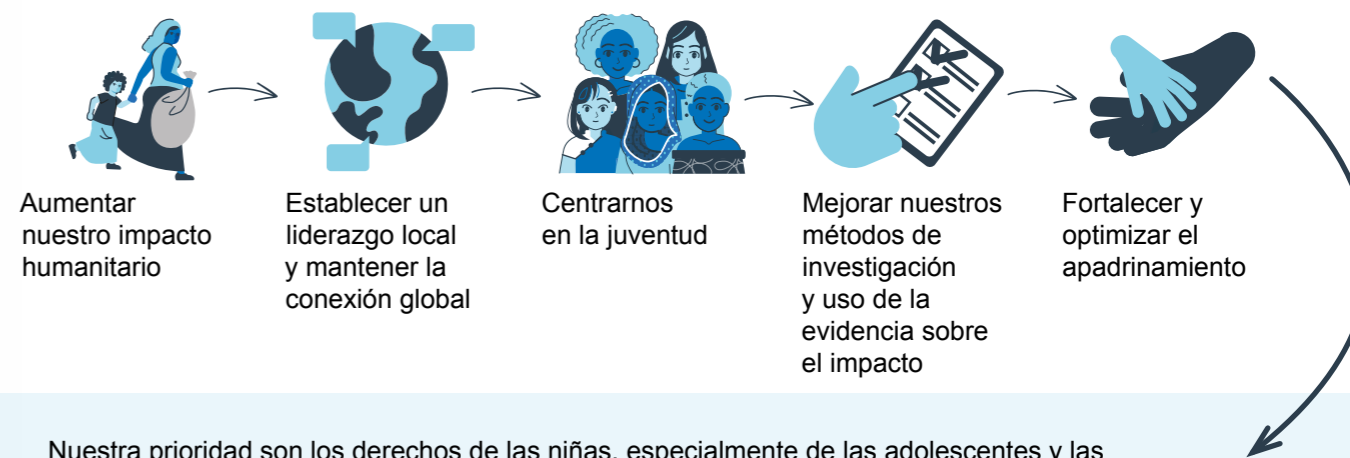 Aumentar
nuestro impacto
humanitario
Establecer un
liderazgo local
y mantener la
conexión global
Centrarnos
en la juventud
Mejorar nuestros
métodos de
investigación
y uso de la
evidencia sobre
el impacto
Fortalecer y
optimizar el
apadrinamiento
Nuestra prioridad son los derechos de las niñas, especialmente de las adolescentes y las